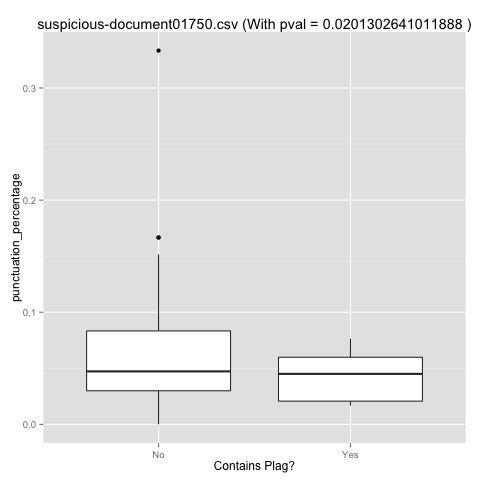 suspicious-document01750.csv (With pval = 0.0201302641011888 )
punctuation_percentage
0.3
0.2
0.1
0.0
No Yes
Contains Plag?